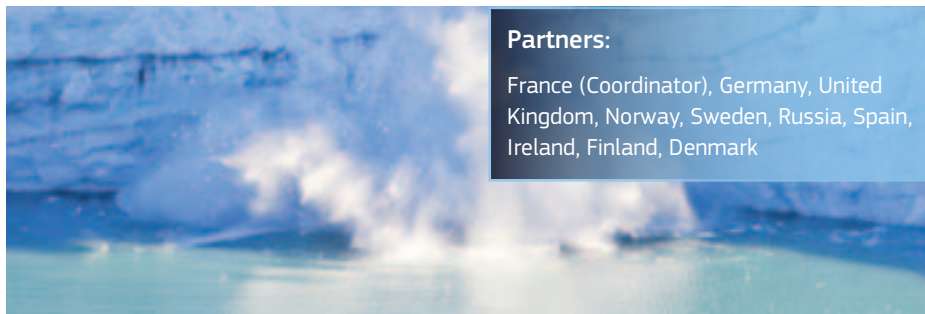 Partners:
France (Coordinator), Germany, United
Kingdom, Norway, Sweden, Russia, Spain,
Ireland, Finland, Denmark